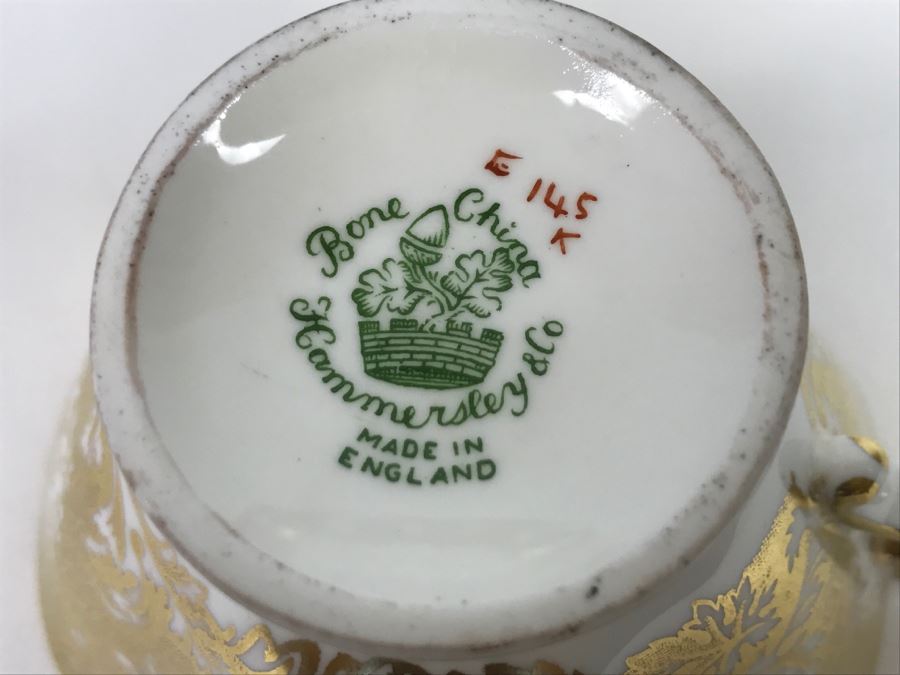 E
145
K
Bone China
Hammersley & Co
MADE IN
ENGLAND